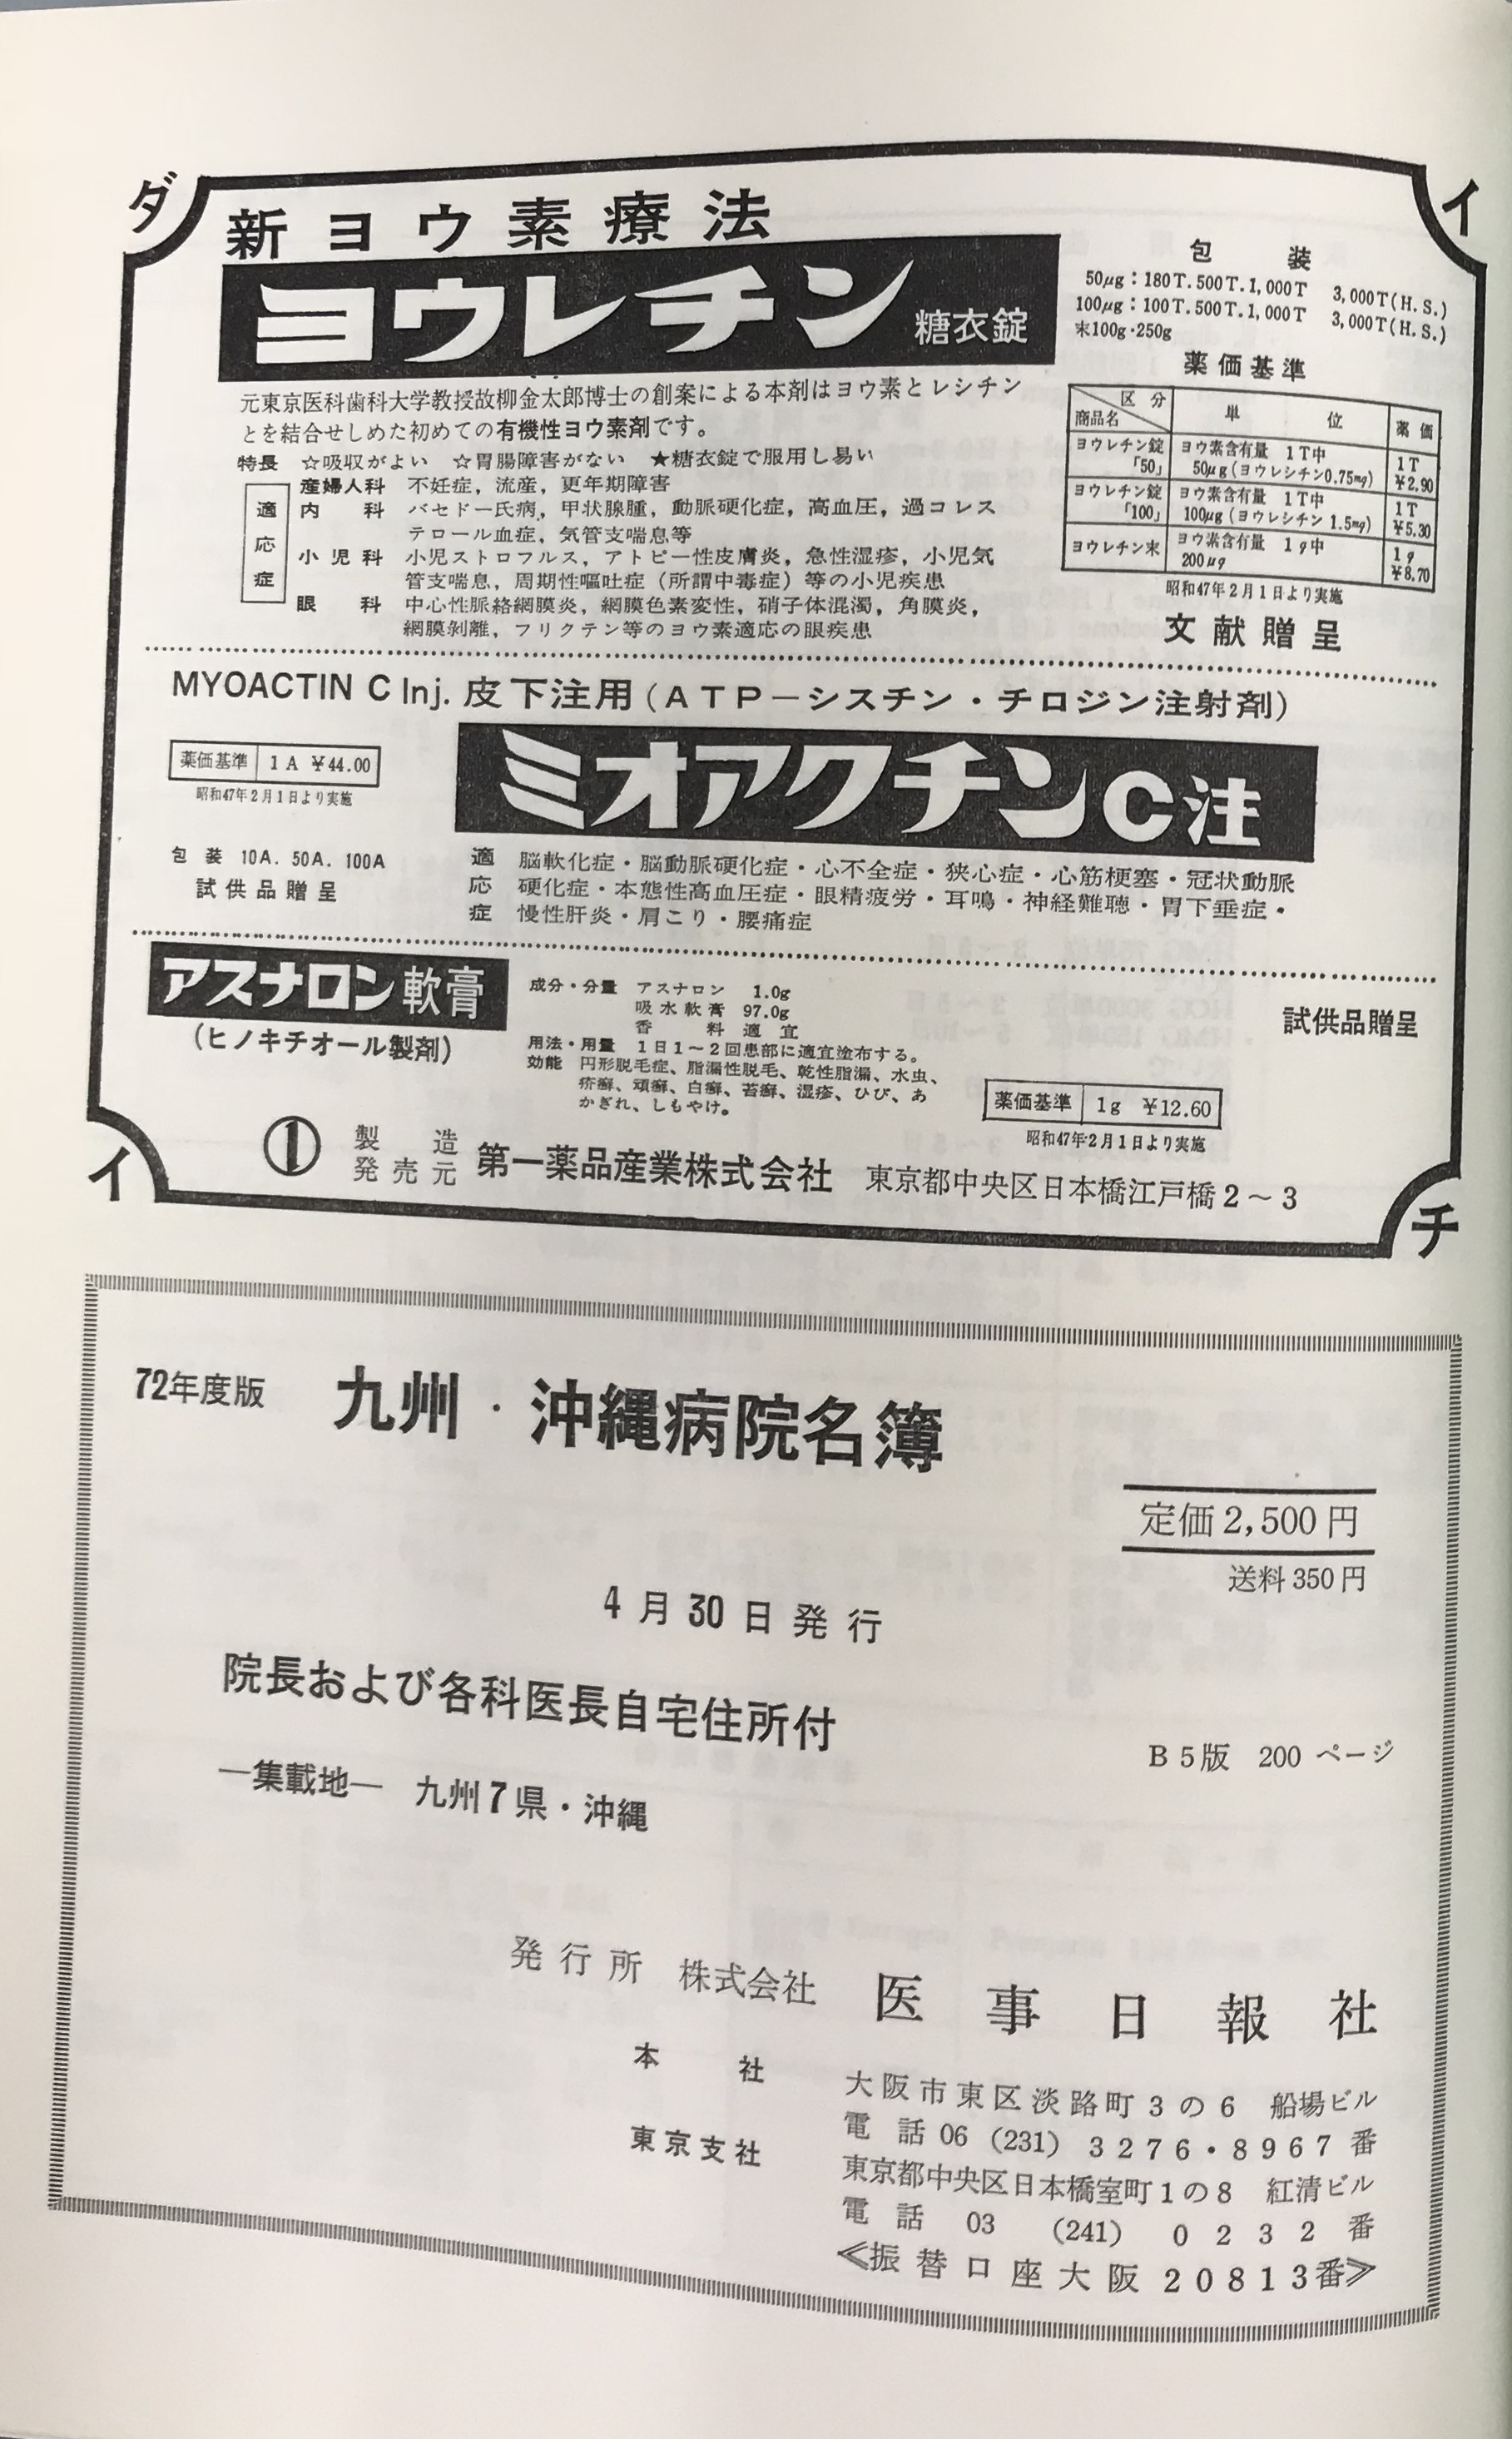 ダ
イ
新ヨウ素療法
ヨウレチン 糖衣錠
元東京医科歯科大学教授故柳金太郎博士の創案による本剤はヨウ素とレシチン
とを結合せしめた初めての有機性ヨウ素剤です。
特長 ☆吸収がよい ☆胃腸障害がない ★糖衣錠で服用し易い
適応症
産婦人科 不妊症，流産，更年期障害
内科 バセドー氏病，甲状腺腫，動脈硬化症，高血圧，過コレス
テロール血症，気管支喘息等
小児科 小児ストロフルス，アトピー性皮膚炎，急性湿疹，小児気
管支喘息，周期性嘔吐症（所謂中毒症）等の小児疾患
眼科 中心性脈絡網膜炎，網膜色素変性，硝子体混濁，角膜炎，
網膜剝離，フリクテン等のヨウ素適応の眼疾患
包装
50μg：180T.500T.1,000T 3,000T(H.S.)
100μg：100T.500T.1,000T 3,000T(H.S.)
末100g・250g
薬価基準
区分 商品名 単位 薬価
ヨウレチン錠「50」 ヨウ素含有量 1T中 50μg(ヨウレシチン0.75mg) 1T ¥2.90
ヨウレチン錠「100」 ヨウ素含有量 1T中 100μg(ヨウレシチン1.5mg) 1T ¥5.30
ヨウレチン末 ヨウ素含有量 1g中 200μg 1g ¥8.70
昭和47年2月1日より実施
文献贈呈
MYOACTIN C Inj. 皮下注用（ATP－シスチン・チロジン注射剤）
ミオアクチンC注
薬価基準 1A ¥44.00
昭和47年2月1日より実施
包装 10A. 50A. 100A
試供品贈呈
適応症
脳軟化症・脳動脈硬化症・心不全症・狭心症・心筋梗塞・冠状動脈
硬化症・本態性高血圧症・眼精疲労・耳鳴・神経難聴・胃下垂症・
慢性肝炎・肩こり・腰痛症
アスナロン軟膏
（ヒノキチオール製剤）
成分・分量 アスナロン 1.0g
吸水軟膏 97.0g
香料 適宜
用法・用量 1日1～2回患部に適宜塗布する。
効能 円形脱毛症、脂漏性脱毛、乾性脂漏、水虫、
疥癬、頑癬、白癬、苔癬、湿疹、ひび、あ
かぎれ、しもやけ。
試供品贈呈
薬価基準 1g ¥12.60
昭和47年2月1日より実施
① 製造発売元 第一薬品産業株式会社 東京都中央区日本橋江戸橋2～3
イ
チ
72年度版 九州・沖縄病院名簿
定価2,500円
送料350円
4月30日発行
院長および各科医長自宅住所付
B5版 200ページ
―集載地― 九州7県・沖縄
発行所 株式会社 医事日報社
本社 大阪市東区淡路町3の6 船場ビル
電話06（231）3276・8967番
東京支社 東京都中央区日本橋室町1の8 紅清ビル
電話 03（241）0232番
≪振替口座大阪20813番≫